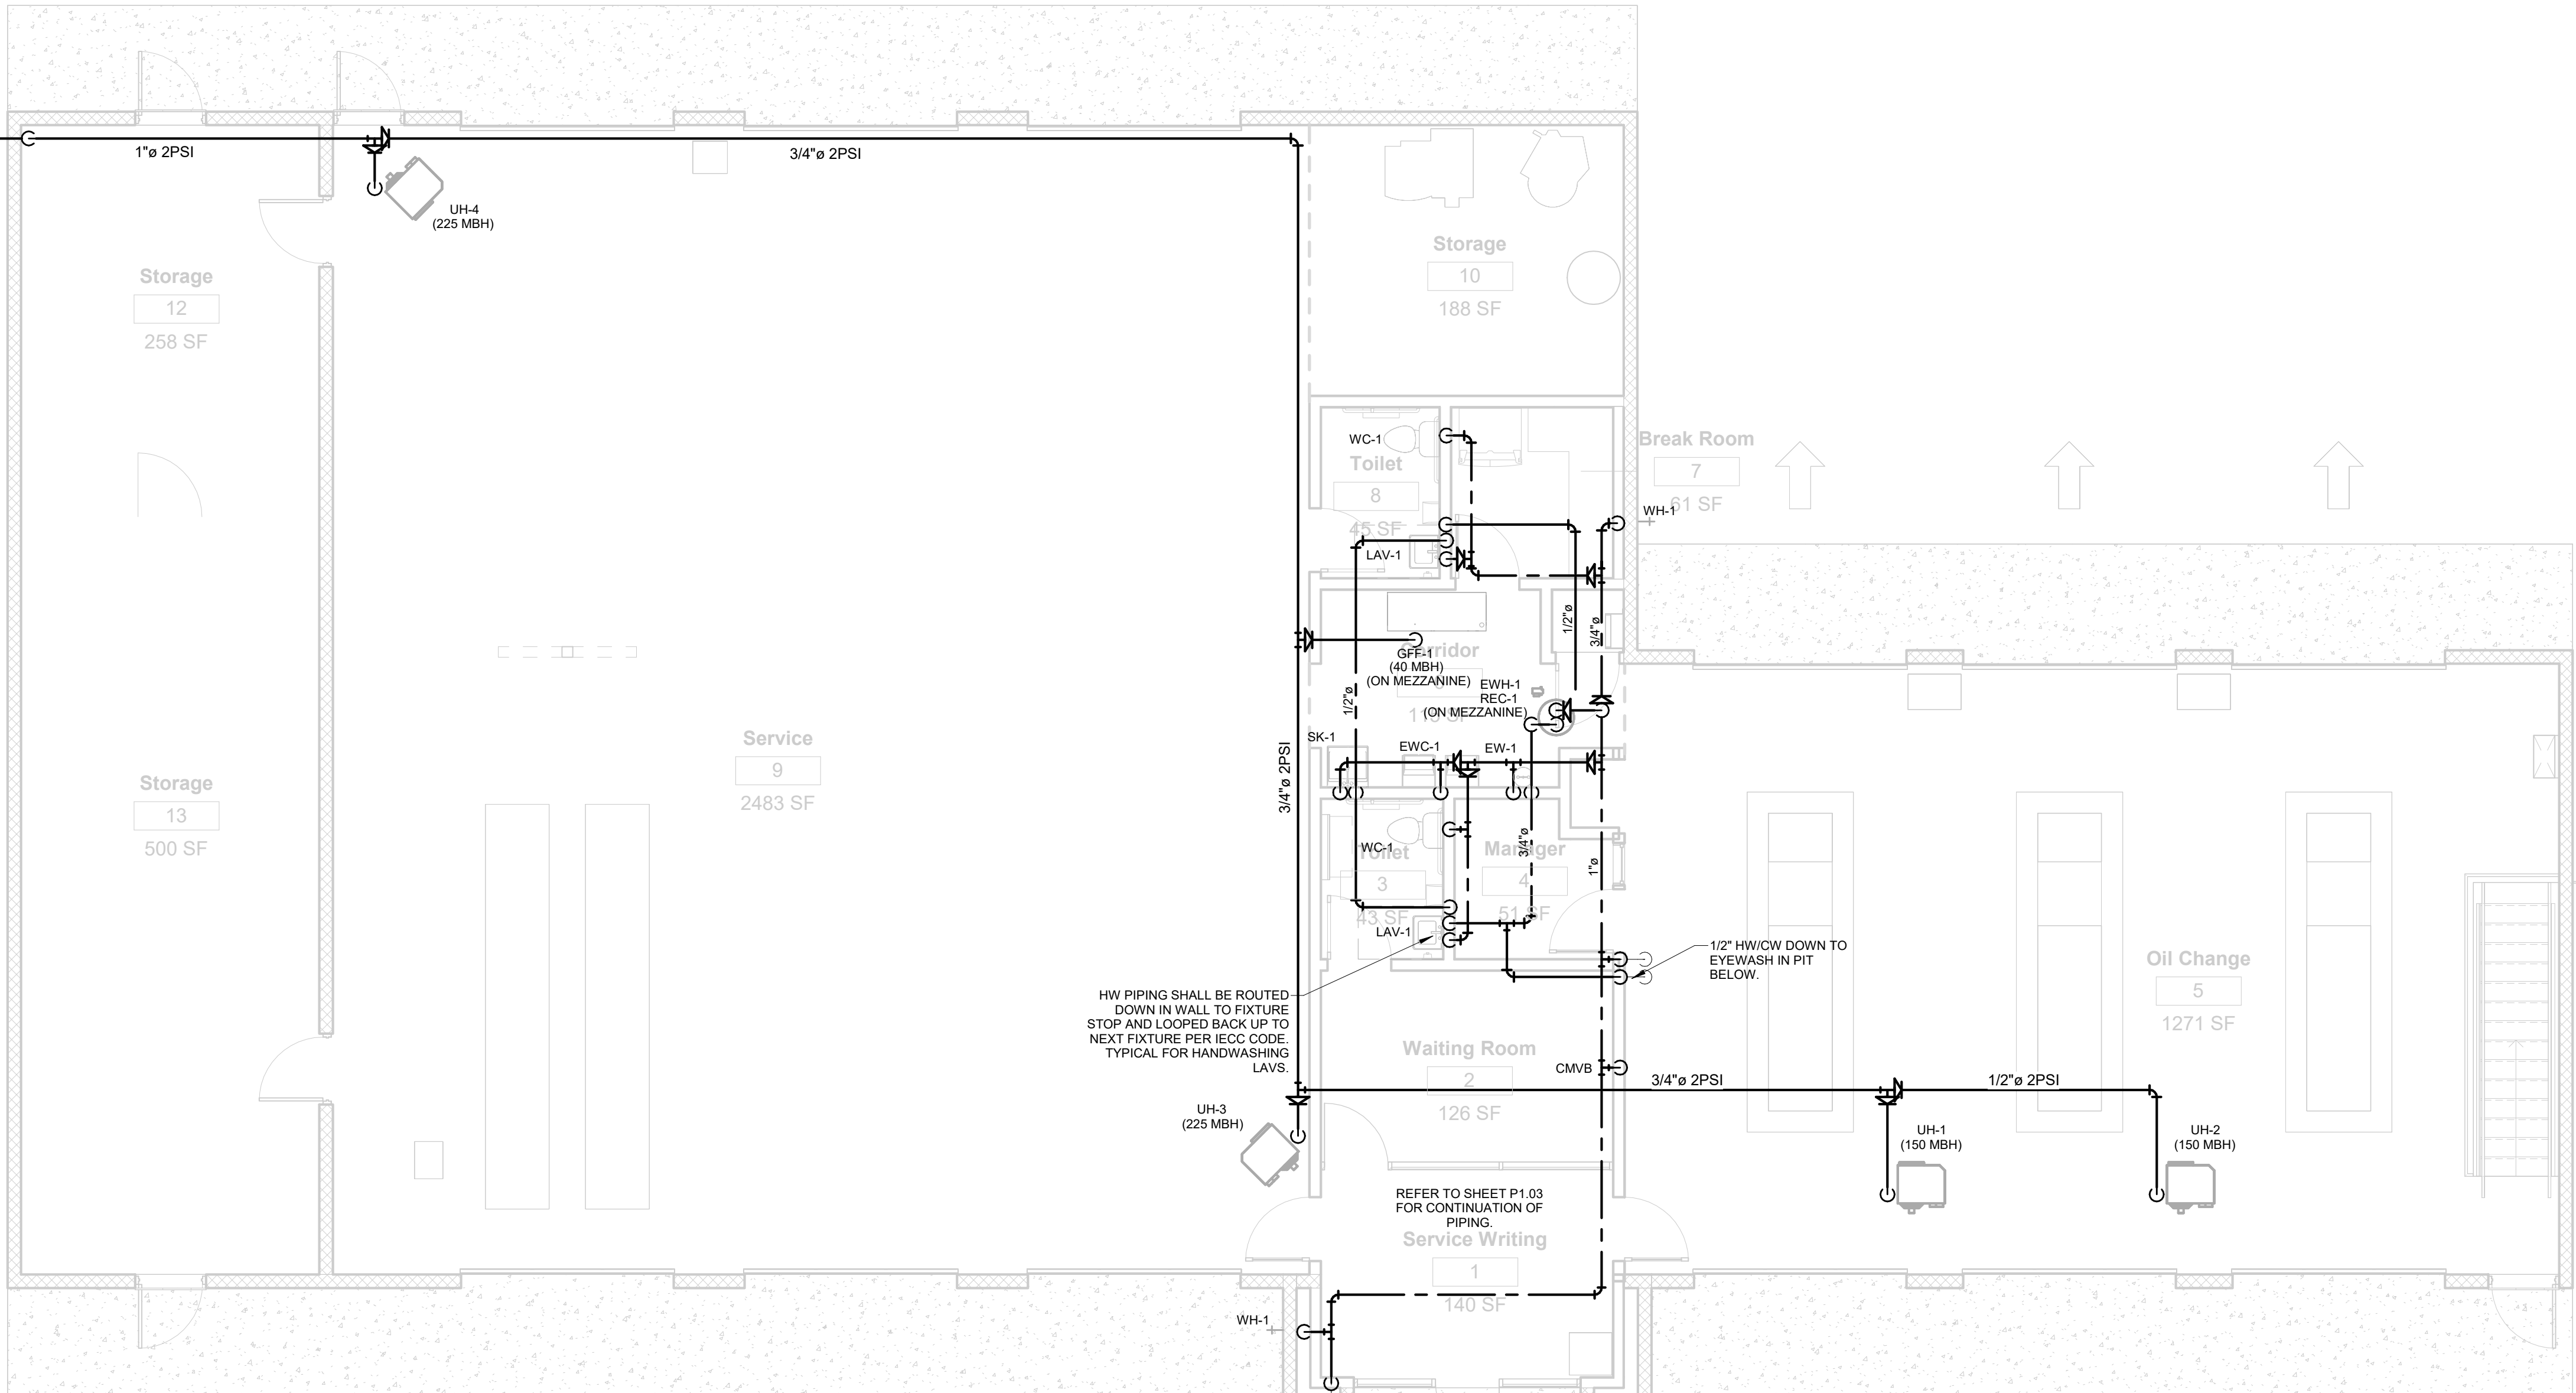 1"ø 2PSI
3/4"ø 2PSI
UH-4
(225 MBH)
Storage
12
258 SF
Storage
10
188 SF
WC-1
Toilet
8
45 SF
LAV-1
Break Room
7
61 SF
WH-1
1/2"ø
3/4"ø
Corridor
GFF-1
(40 MBH)
(ON MEZZANINE)
EWH-1
REC-1
(ON MEZZANINE)
1/2"ø
3/4"ø 2PSI
SK-1
EWC-1
EW-1
Service
9
2483 SF
Storage
13
500 SF
WC-1
Toilet
3
43 SF
LAV-1
Manager
4
51 SF
3/4"ø
1"ø
1/2" HW/CW DOWN TO
EYEWASH IN PIT
BELOW.
Oil Change
5
1271 SF
HW PIPING SHALL BE ROUTED
DOWN IN WALL TO FIXTURE
STOP AND LOOPED BACK UP TO
NEXT FIXTURE PER IECC CODE.
TYPICAL FOR HANDWASHING
LAVS.
Waiting Room
2
126 SF
CMVB
3/4"ø 2PSI
1/2"ø 2PSI
UH-3
(225 MBH)
UH-1
(150 MBH)
UH-2
(150 MBH)
REFER TO SHEET P1.03
FOR CONTINUATION OF
PIPING.
Service Writing
1
140 SF
WH-1